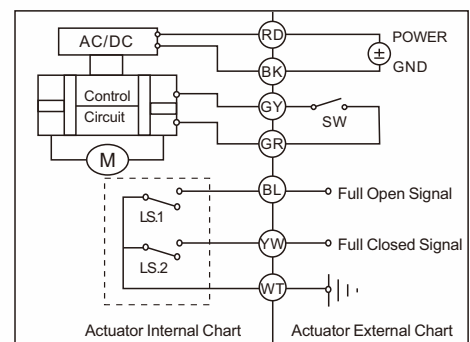 AC/DC
RD
POWER
BK
GND
Control
Circuit
GY
SW
GR
M
BL
Full Open Signal
LS.1
YW
Full Closed Signal
LS.2
WT
Actuator Internal Chart
Actuator External Chart